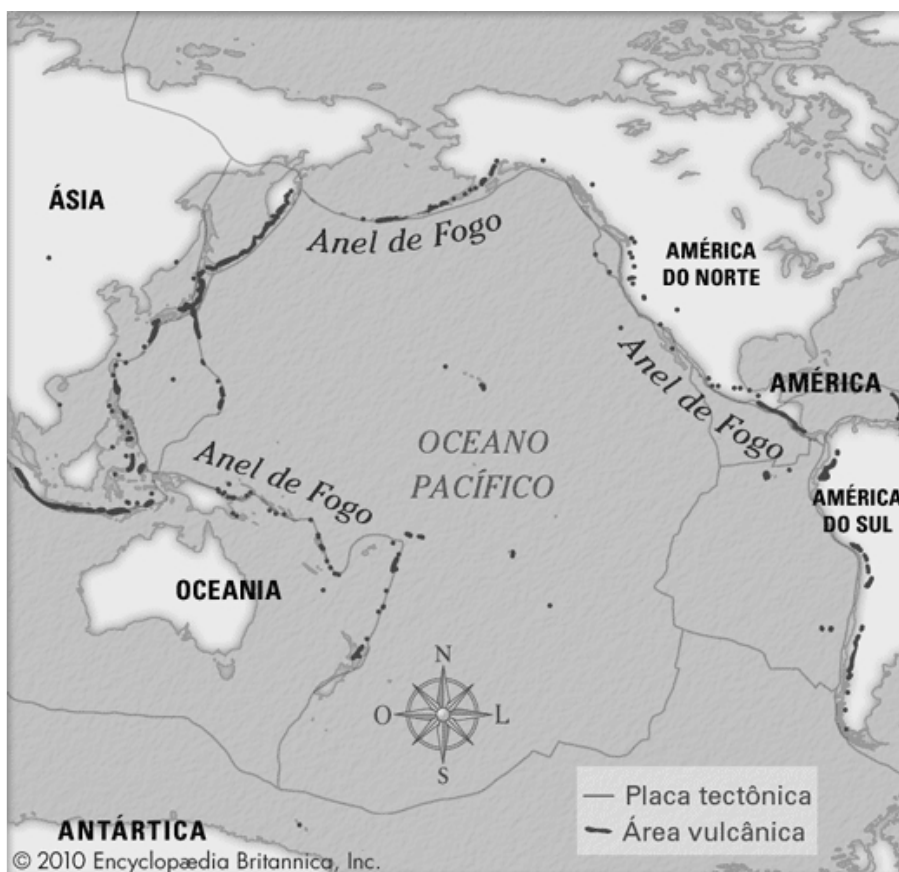 ÁSIA
Anel de Fogo
AMÉRICA
DO NORTE
Anel de Fogo
AMÉRICA
OCEANO
PACÍFICO
Anel de Fogo
AMÉRICA
DO SUL
OCEANIA
N
O
L
S
Placa tectônica
Área vulcânica
ANTÁRTICA
© 2010 Encyclopædia Britannica, Inc.